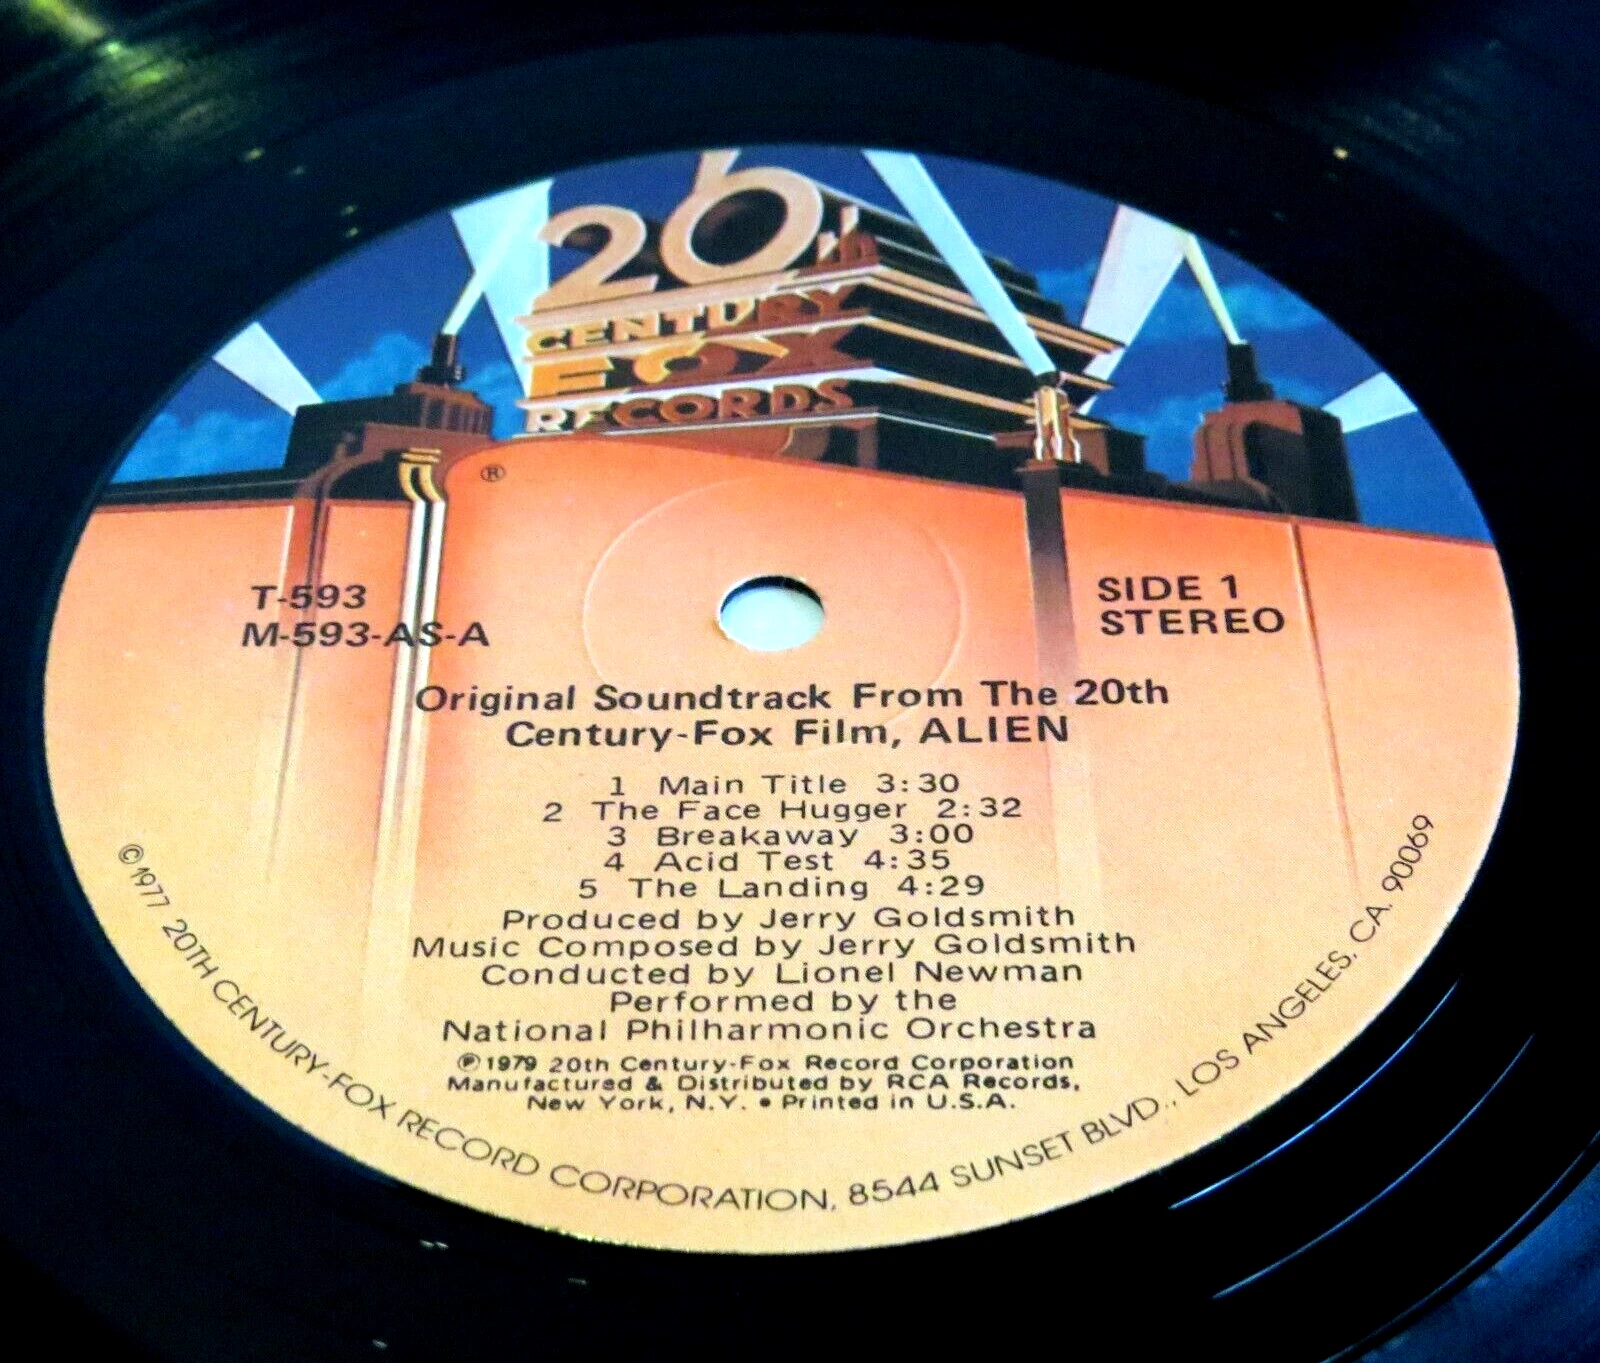 20th
CENTURY
FOX
RECORDS
®
T-593
M-593-AS-A
SIDE 1
STEREO
Original Soundtrack From The 20th
Century-Fox Film, ALIEN
1 Main Title 3:30
2 The Face Hugger 2:32
3 Breakaway 3:00
4 Acid Test 4:35
5 The Landing 4:29
Produced by Jerry Goldsmith
Music Composed by Jerry Goldsmith
Conducted by Lionel Newman
Performed by the
National Philharmonic Orchestra
℗1979 20th Century-Fox Record Corporation
Manufactured & Distributed by RCA Records,
New York, N.Y. • Printed in U.S.A.
©1977 20TH CENTURY-FOX RECORD CORPORATION, 8544 SUNSET BLVD., LOS ANGELES, CA. 90069